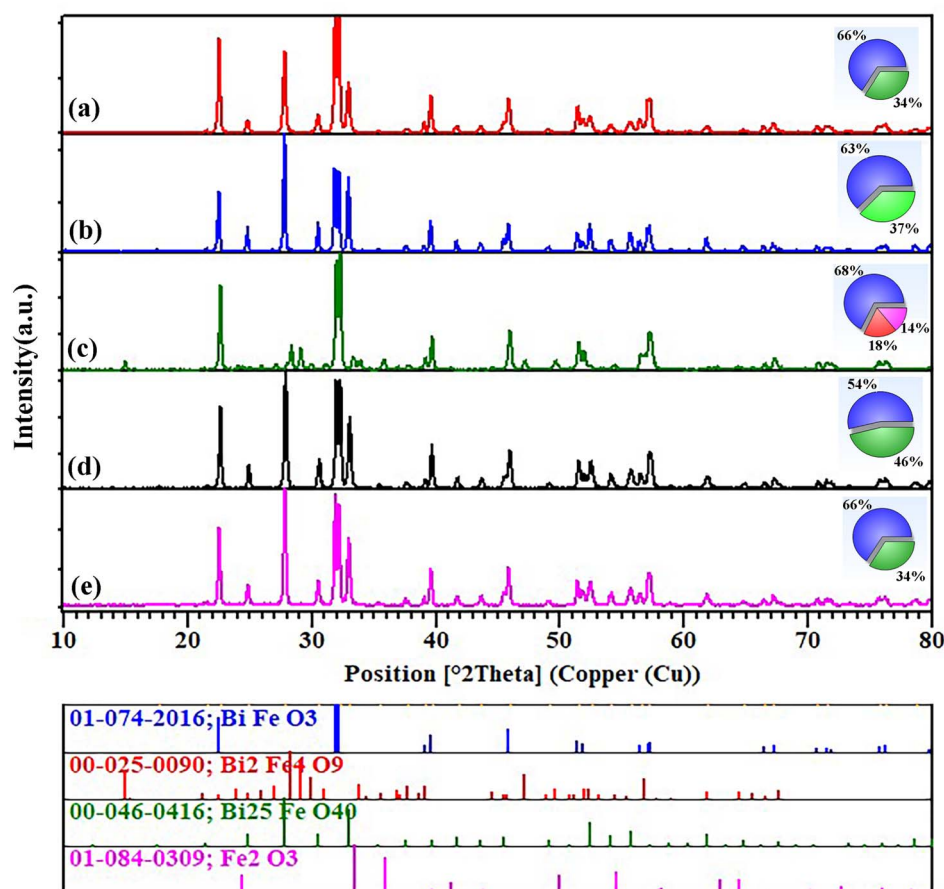 66%
(a)
34%
63%
(b)
37%
68%
(c)
14%
18%
54%
(d)
46%
66%
(e)
34%
Intensity(a.u.)
10 20 30 40 50 60 70 80
Position [°2Theta] (Copper (Cu))
01-074-2016; Bi Fe O3
00-025-0090; Bi2 Fe4 O9
00-046-0416; Bi25 Fe O40
01-084-0309; Fe2 O3